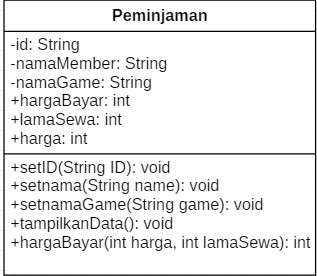 Peminjaman
-id: String
-namaMember: String
-namaGame: String
+hargaBayar: int
+lamaSewa: int
+harga: int
+setID(String ID): void
+setnama(String name): void
+setnamaGame(String game): void
+tampilkanData(): void
+hargaBayar(int harga, int lamaSewa): int